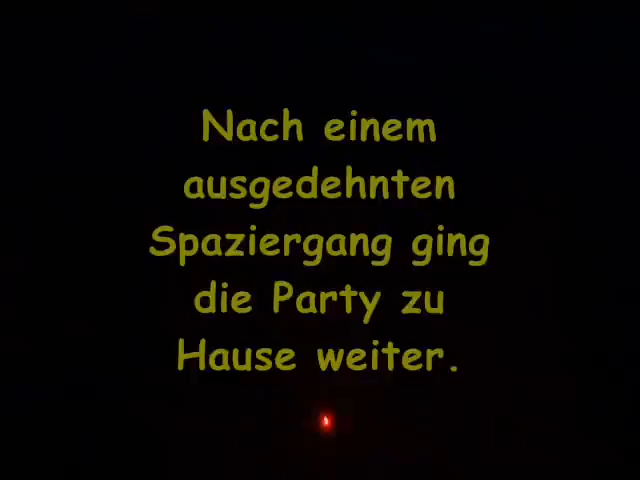 Nach einem
ausgedehnten
Spaziergang ging
die Party zu
Hause weiter.